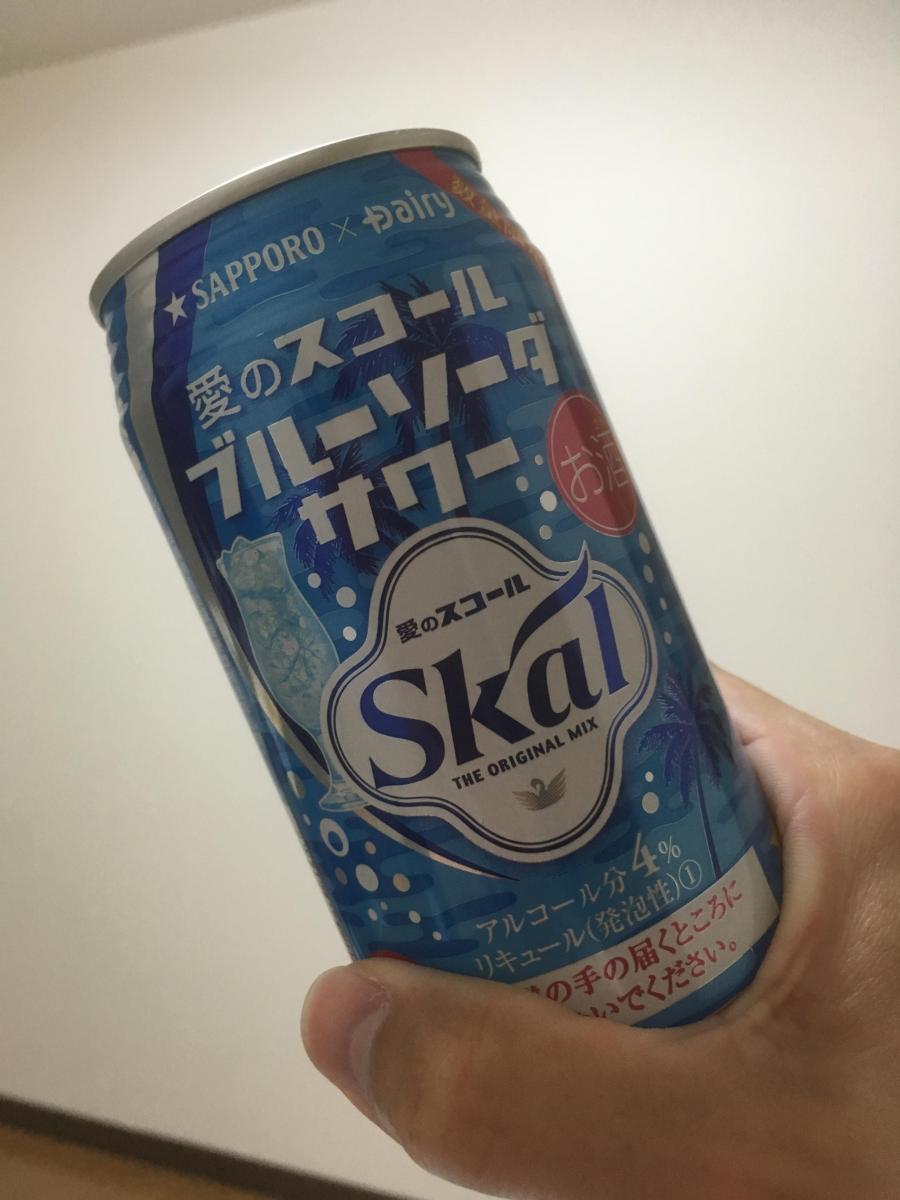 ★SAPPORO × Dairy
愛のスコール
ブルーソーダ
サワー
お酒
愛のスコール
Skal
THE ORIGINAL MIX
アルコール分4%
リキュール(発泡性)①
の手の届くところに
いでください。